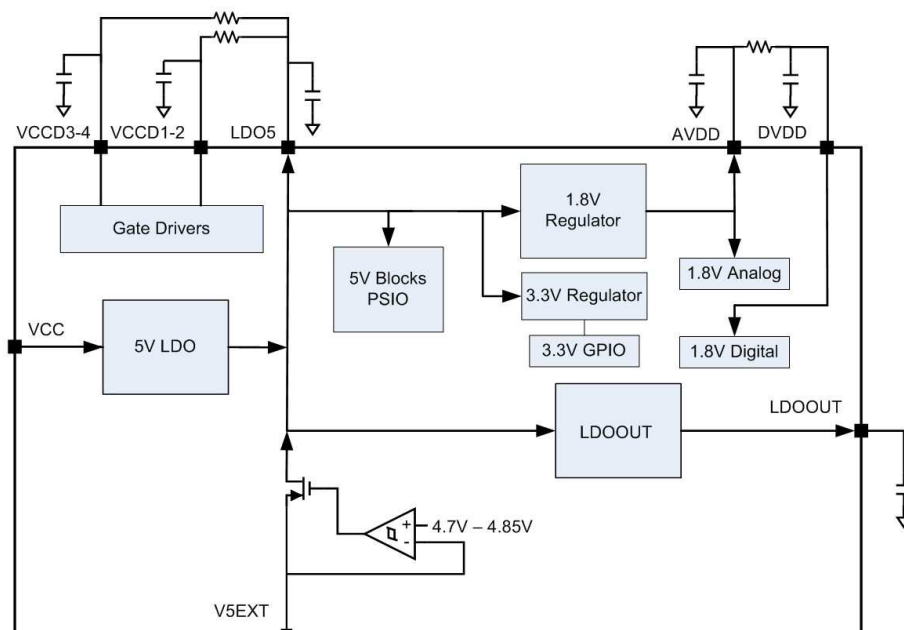 VCCD3-4
VCCD1-2
LDO5
AVDD
DVDD
Gate Drivers
1.8V
Regulator
5V Blocks
PSIO
3.3V Regulator
3.3V GPIO
1.8V Analog
1.8V Digital
VCC
5V LDO
LDOOUT
LDOOUT
+
4.7V – 4.85V
-
V5EXT